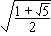 √((1 + √5)/2)